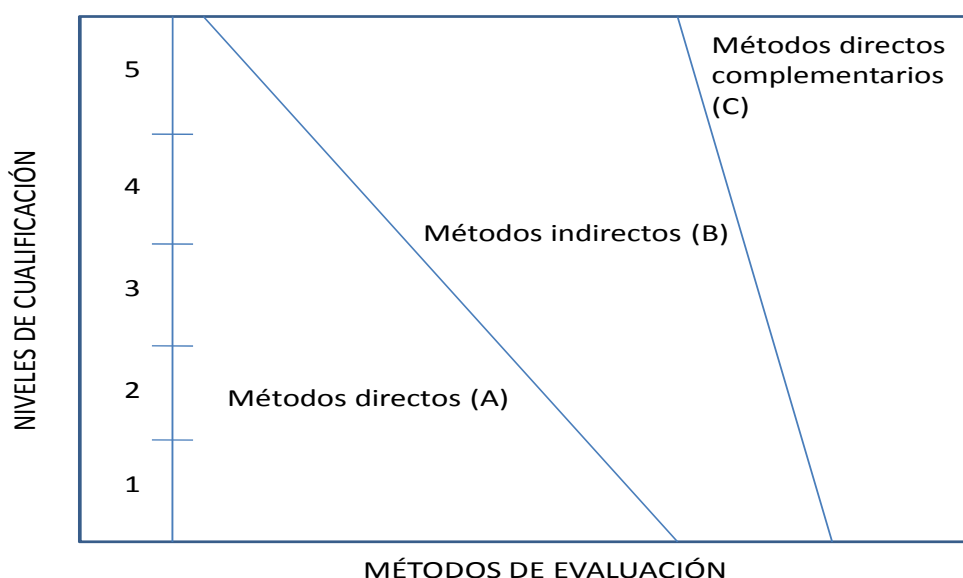 NIVELES DE CUALIFICACIÓN
5
4
3
2
1
Métodos directos (A)
Métodos indirectos (B)
Métodos directos
complementarios
(C)
MÉTODOS DE EVALUACIÓN